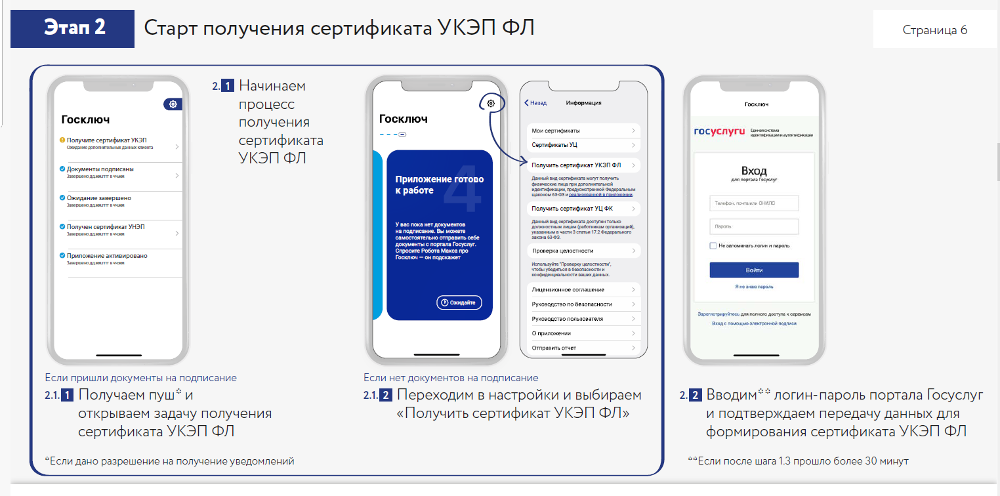 Этап 2
Старт получения сертификата УКЭП ФЛ
Страница 6
Госключ
Получите сертификат УКЭП
Ожидание дополнительных данных клиента
Документы подписаны
Завершено дд.мм.гггг в чч:мм
Ожидание завершено
Завершено дд.мм.гггг в чч:мм
Получен сертификат УНЭП
Завершено дд.мм.гггг в чч:мм
Приложение активировано
Завершено дд.мм.гггг в чч:мм
2.1 Начинаем
процесс
получения
сертификата
УКЭП ФЛ
Госключ
4
Приложение готово
к работе
У вас пока нет документов
на подписание. Вы можете
самостоятельно отправить себе
документы с портала Госуслуг.
Спросите Робота Макса про
Госключ — он подскажет
Ожидайте
Назад
Информация
Мои сертификаты
Сертификаты УЦ
Получить сертификат УКЭП ФЛ
Данный вид сертификата могут получить
физические лица при дополнительной
идентификации, предусмотренной Федеральным
щаконом 63-ФЗ и реализованной в приложении.
Получить сертификат УЦ ФК
Данный вид сертификата доступен только
должностным лицам (работникам организаций),
указанным в части 3 статьи 17.2 Федерального
закона 63-ФЗ.
Проверка целостности
Используйте "Проверку целостности",
чтобы убедиться в безопасности и
конфиденциальности ваших данных.
Лицензионное соглашение
Руководство по безопасности
Руководство пользователя
О приложении
Отправить отчет
Госключ
госуслуги
Единая система
идентификации и аутентификации
Вход
для портала Госуслуг
Телефон, почта или СНИЛС
Пароль
Не запоминать логин и пароль
Войти
Я не знаю пароль
Зарегистрируйтесь для полного доступа к сервисам
Вход с помощью электронной подписи
Если пришли документы на подписание
2.1.1 Получаем пуш* и
открываем задачу получения
сертификата УКЭП ФЛ
*Если дано разрешение на получение уведомлений
Если нет документов на подписание
2.1.2 Переходим в настройки и выбираем
«Получить сертификат УКЭП ФЛ»
2.2 Вводим** логин-пароль портала Госуслуг
и подтверждаем передачу данных для
формирования сертификата УКЭП ФЛ
**Если после шага 1.3 прошло более 30 минут